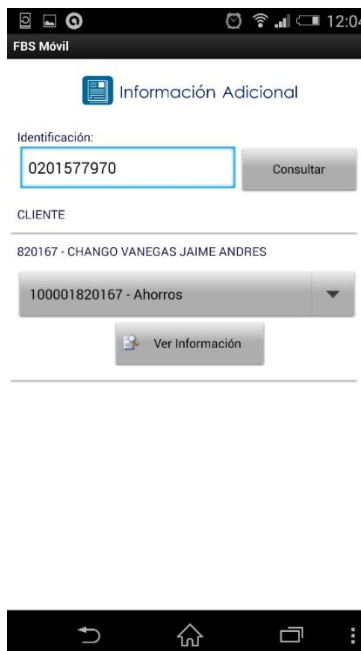 12:04
FBS Móvil
Información Adicional
Identificación:
0201577970
Consultar
CLIENTE
820167 - CHANGO VANEGAS JAIME ANDRES
100001820167 - Ahorros
Ver Información